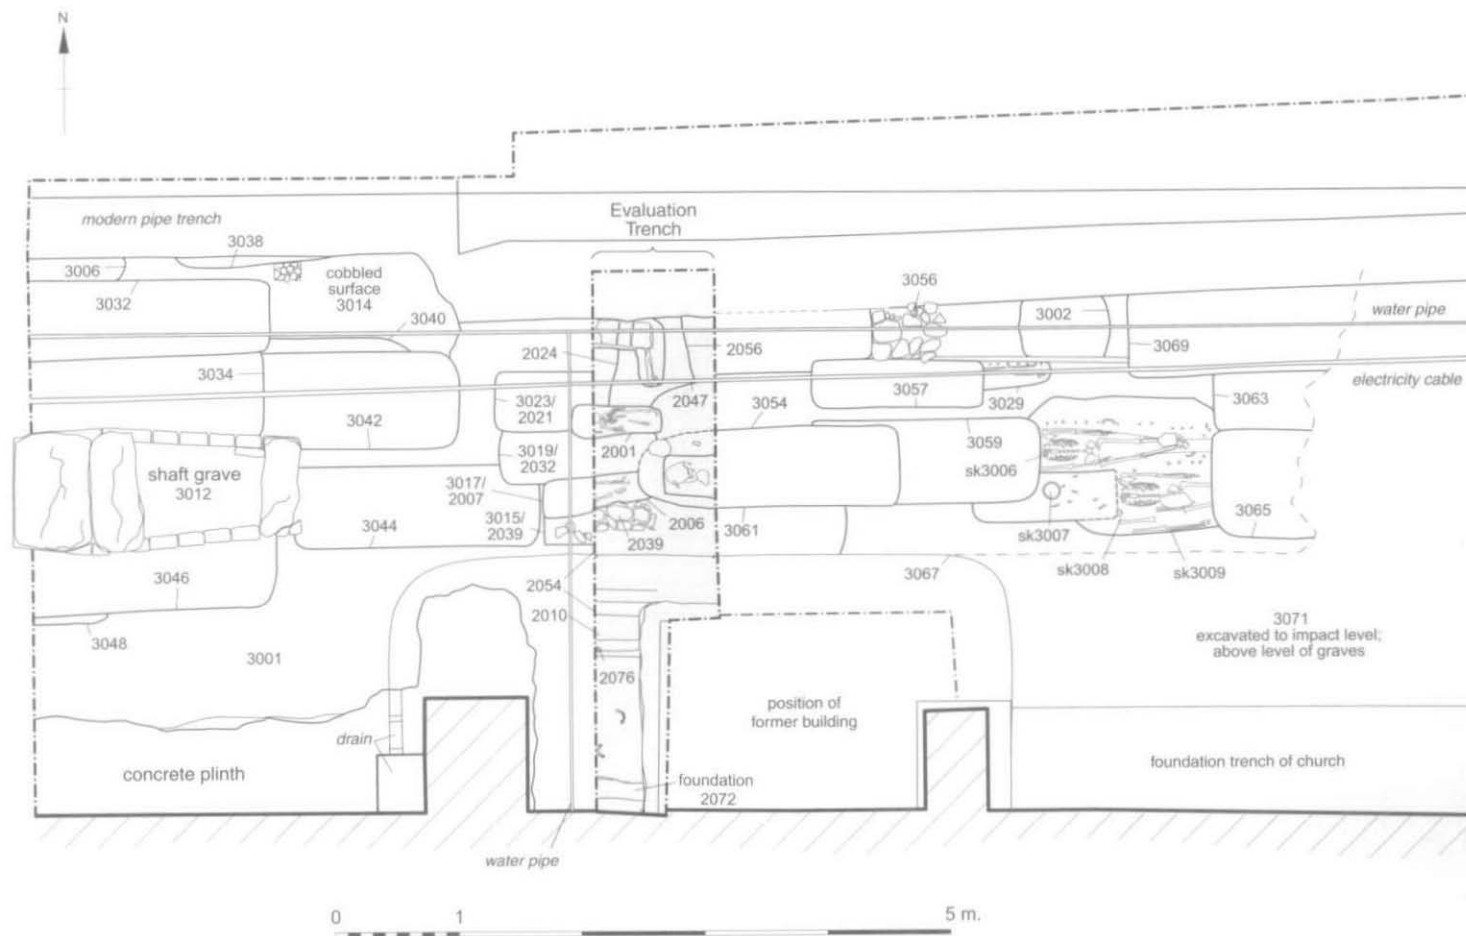 N
modern pipe trench
Evaluation
Trench
3038
3006
cobbled
surface
3014
3032
3056
3002
water pipe
3040
3069
2024
2056
3034
electricity cable
3023/
2021
2047
3054
3057
3029
3063
3042
3059
3019/
2032
2001
sk3006
shaft grave
3012
3017/
2007
3044
3015/
2039
2039
2006
3061
sk3007
3065
sk3008
sk3009
3046
2054
3067
2010
3048
3001
3071
excavated to impact level;
above level of graves
2076
position of
former building
drain
concrete plinth
foundation
2072
foundation trench of church
water pipe
0 1 5 m.